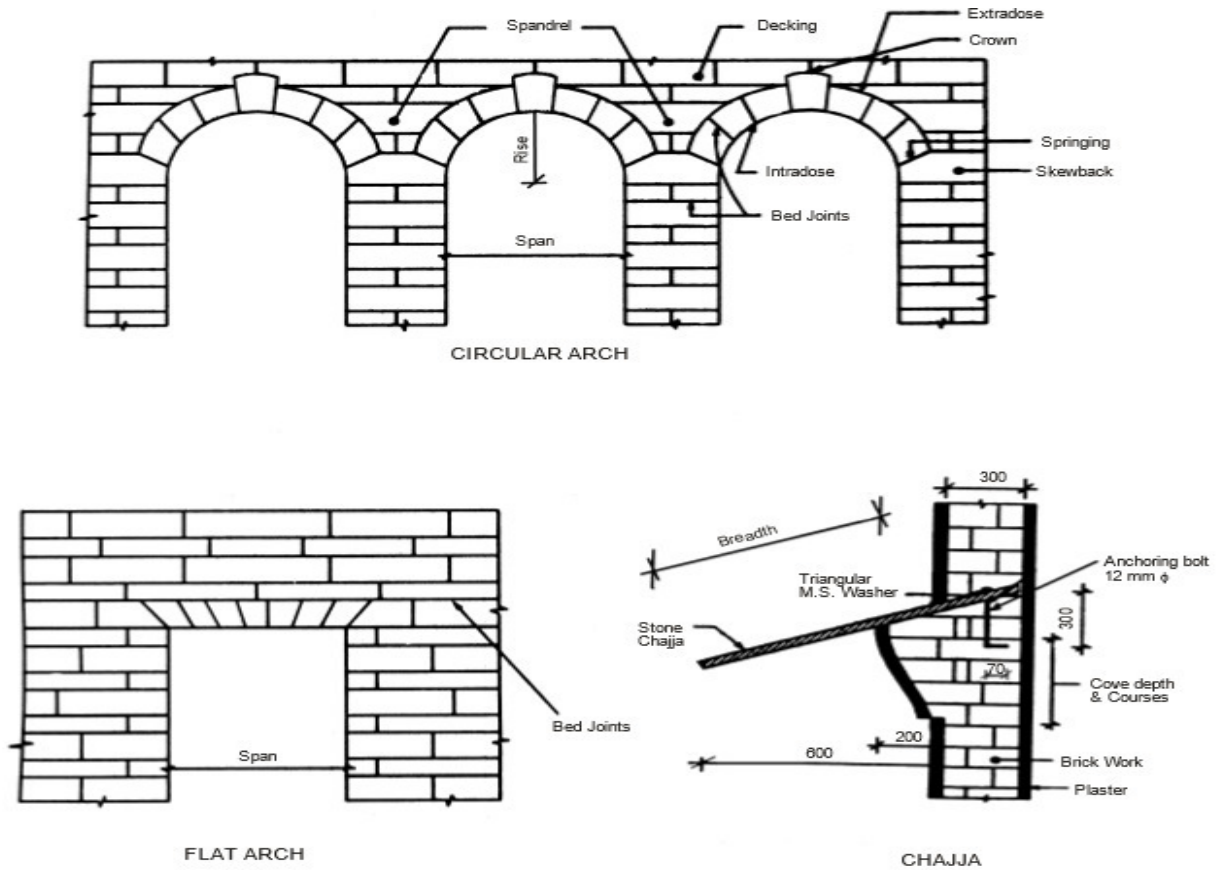 Spandrel
Decking
Extradose
Crown
Rise
Springing
Intradose
Skewback
Bed Joints
Span
CIRCULAR ARCH
300
Breadth
Triangular
M.S. Washer
Anchoring bolt
12 mm ϕ
Stone
Chajja
300
70
Cove depth
& Courses
Bed Joints
Span
200
600
Brick Work
Plaster
FLAT ARCH
CHAJJA